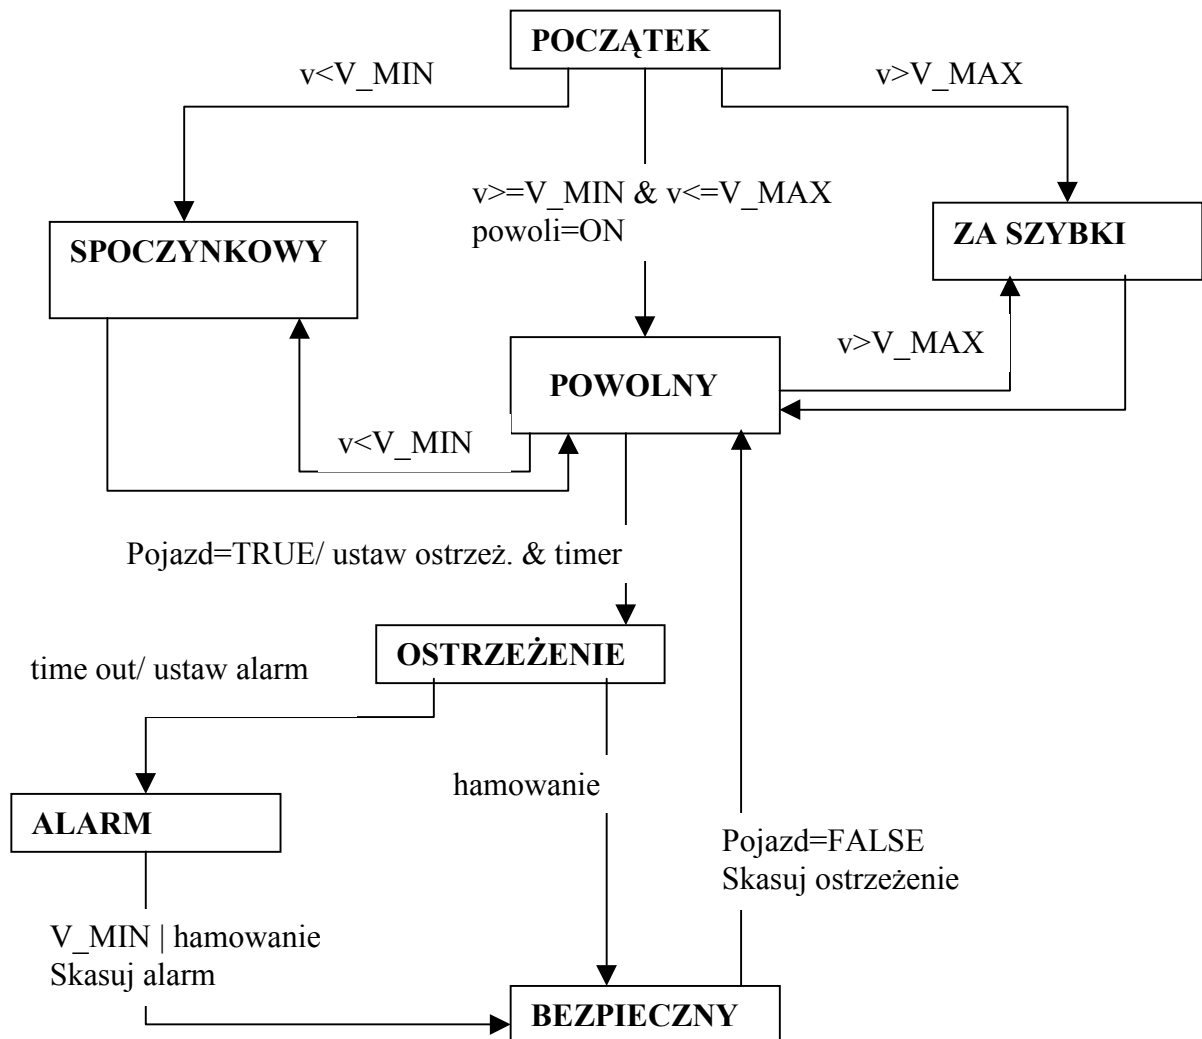 POCZĄTEK
v<V_MIN
v>V_MAX
v>=V_MIN & v<=V_MAX
powoli=ON
SPOCZYNKOWY
ZA SZYBKI
v>V_MAX
POWOLNY
v<V_MIN
Pojazd=TRUE/ ustaw ostrzeż. & timer
OSTRZEŻENIE
time out/ ustaw alarm
hamowanie
ALARM
Pojazd=FALSE
Skasuj ostrzeżenie
V_MIN | hamowanie
Skasuj alarm
BEZPIECZNY